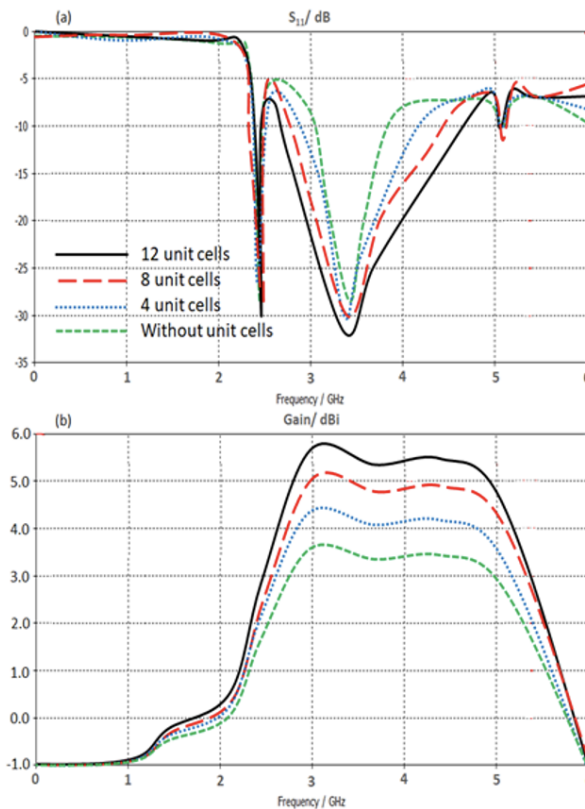 (a) S11/ dB
0
-5
-10
-15
-20
-25
-30
-35
12 unit cells
8 unit cells
4 unit cells
Without unit cells
0 1 2 3 4 5 6
Frequency / GHz
(b) Gain/ dBi
6.0
5.0
4.0
3.0
2.0
1.0
0.0
-1.0
0 1 2 3 4 5
Frequency / GHz